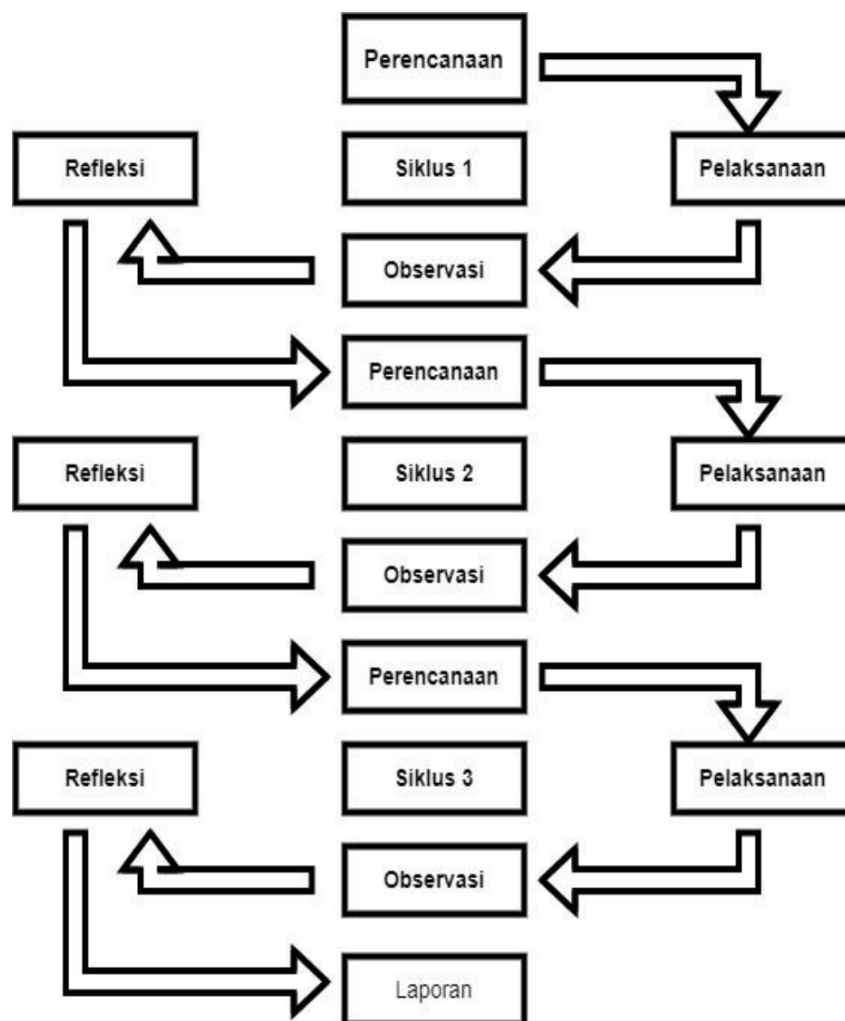 Perencanaan
Refleksi
Siklus 1
Pelaksanaan
Observasi
Perencanaan
Refleksi
Siklus 2
Pelaksanaan
Observasi
Perencanaan
Refleksi
Siklus 3
Pelaksanaan
Observasi
Laporan